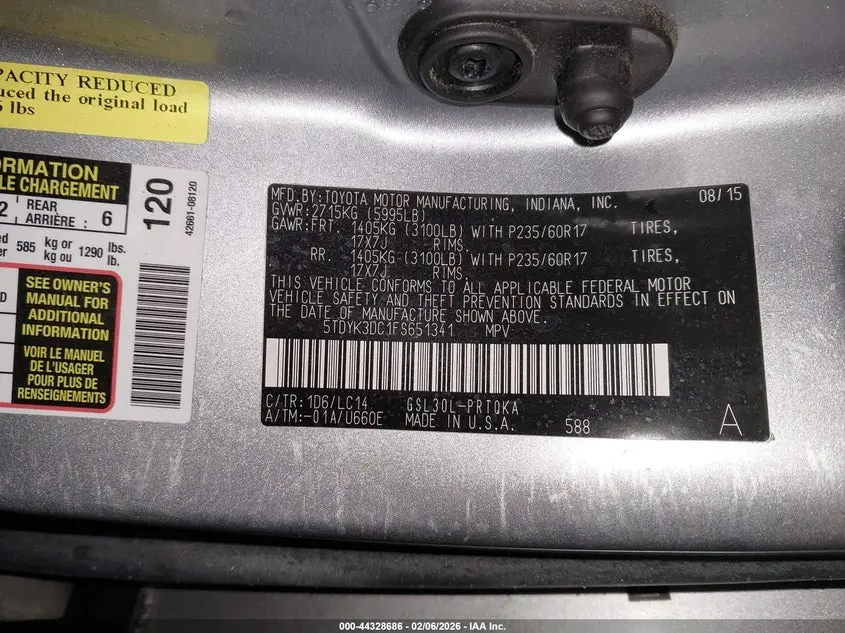 PACITY REDUCED
uced the original load
lbs
ORMATION
LE CHARGEMENT
2 REAR ARRIÈRE : 6
585 kg or kg ou 1290 lbs. lb.
120
42661-08120
SEE OWNER'S
MANUAL FOR
ADDITIONAL
INFORMATION
VOIR LE MANUEL
DE L'USAGER
POUR PLUS DE
RENSEIGNEMENTS
MFD.BY:TOYOTA MOTOR MANUFACTURING, INDIANA, INC. 08/15
GVWR:2715KG (5995LB)
GAWR:FRT. 1405KG (3100LB) WITH P235/60R17 TIRES,
17X7J RIMS.
RR. 1405KG (3100LB) WITH P235/60R17 TIRES,
17X7J RIMS.
THIS VEHICLE CONFORMS TO ALL APPLICABLE FEDERAL MOTOR
VEHICLE SAFETY AND THEFT PREVENTION STANDARDS IN EFFECT ON
THE DATE OF MANUFACTURE SHOWN ABOVE.
5TDYK3DC1FS651341 MPV
C/TR:1D6/LC14 GSL30L-PRTQKA
A/TM:-01A/U660E MADE IN U.S.A. 588 A
000-44328686 - 02/06/2026 - IAA Inc.